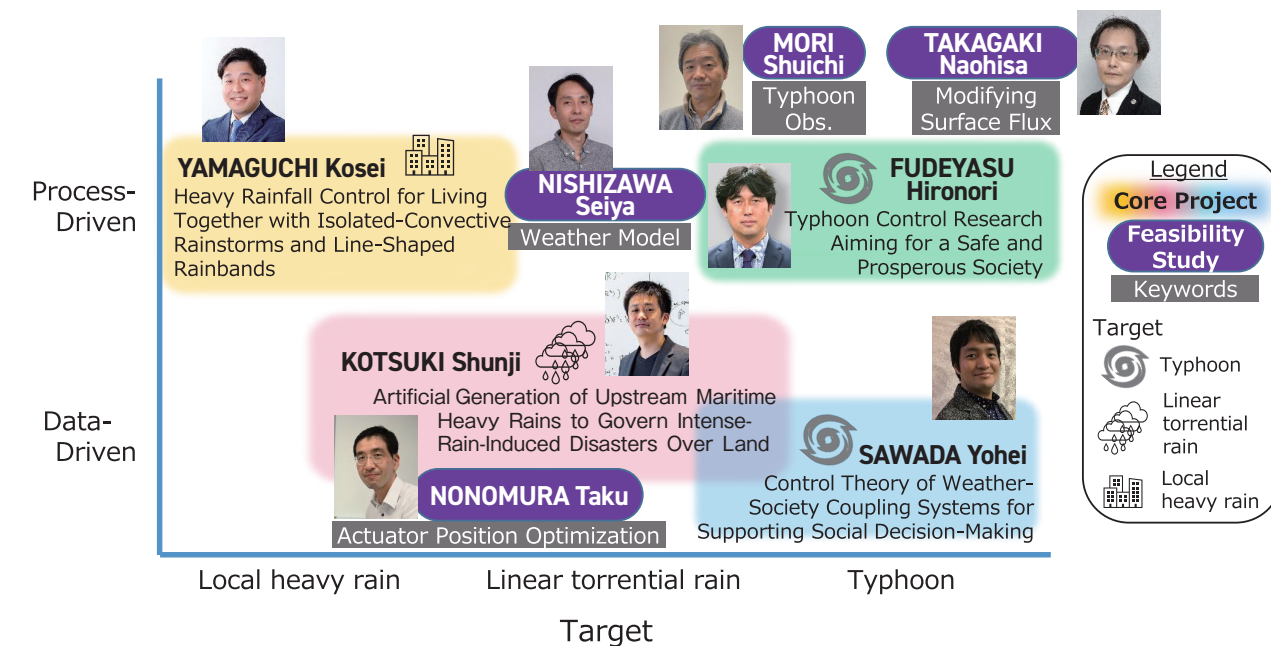 MORI
Shuichi
Typhoon
Obs.
TAKAGAKI
Naohisa
Modifying
Surface Flux
Process-
Driven
YAMAGUCHI Kosei
Heavy Rainfall Control for Living
Together with Isolated-Convective
Rainstorms and Line-Shaped
Rainbands
NISHIZAWA
Seiya
Weather Model
FUDEYASU
Hironori
Typhoon Control Research
Aiming for a Safe and
Prosperous Society
Data-
Driven
KOTSUKI Shunji
Artificial Generation of Upstream Maritime
Heavy Rains to Govern Intense-
Rain-Induced Disasters Over Land
NONOMURA Taku
Actuator Position Optimization
SAWADA Yohei
Control Theory of Weather-
Society Coupling Systems for
Supporting Social Decision-Making
Local heavy rain
Linear torrential rain
Typhoon
Target
Legend
Core Project
Feasibility
Study
Keywords
Target
Typhoon
Linear
torrential
rain
Local
heavy rain